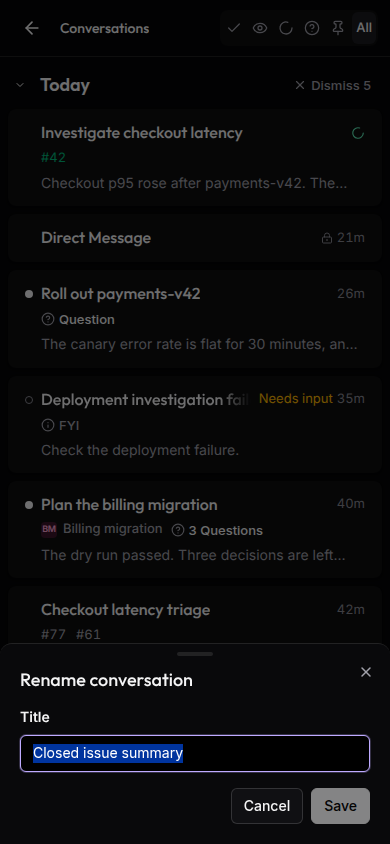 Conversations
All
Today
Dismiss 5
Investigate checkout latency
#42
Checkout p95 rose after payments-v42. The...
Direct Message
21m
Roll out payments-v42
26m
Question
The canary error rate is flat for 30 minutes, an...
Deployment investigation fail
Needs input 35m
FYI
Check the deployment failure.
Plan the billing migration
40m
BM Billing migration
3 Questions
The dry run passed. Three decisions are left...
Checkout latency triage
42m
#77 #61
Rename conversation
Title
Closed issue summary
Cancel
Save